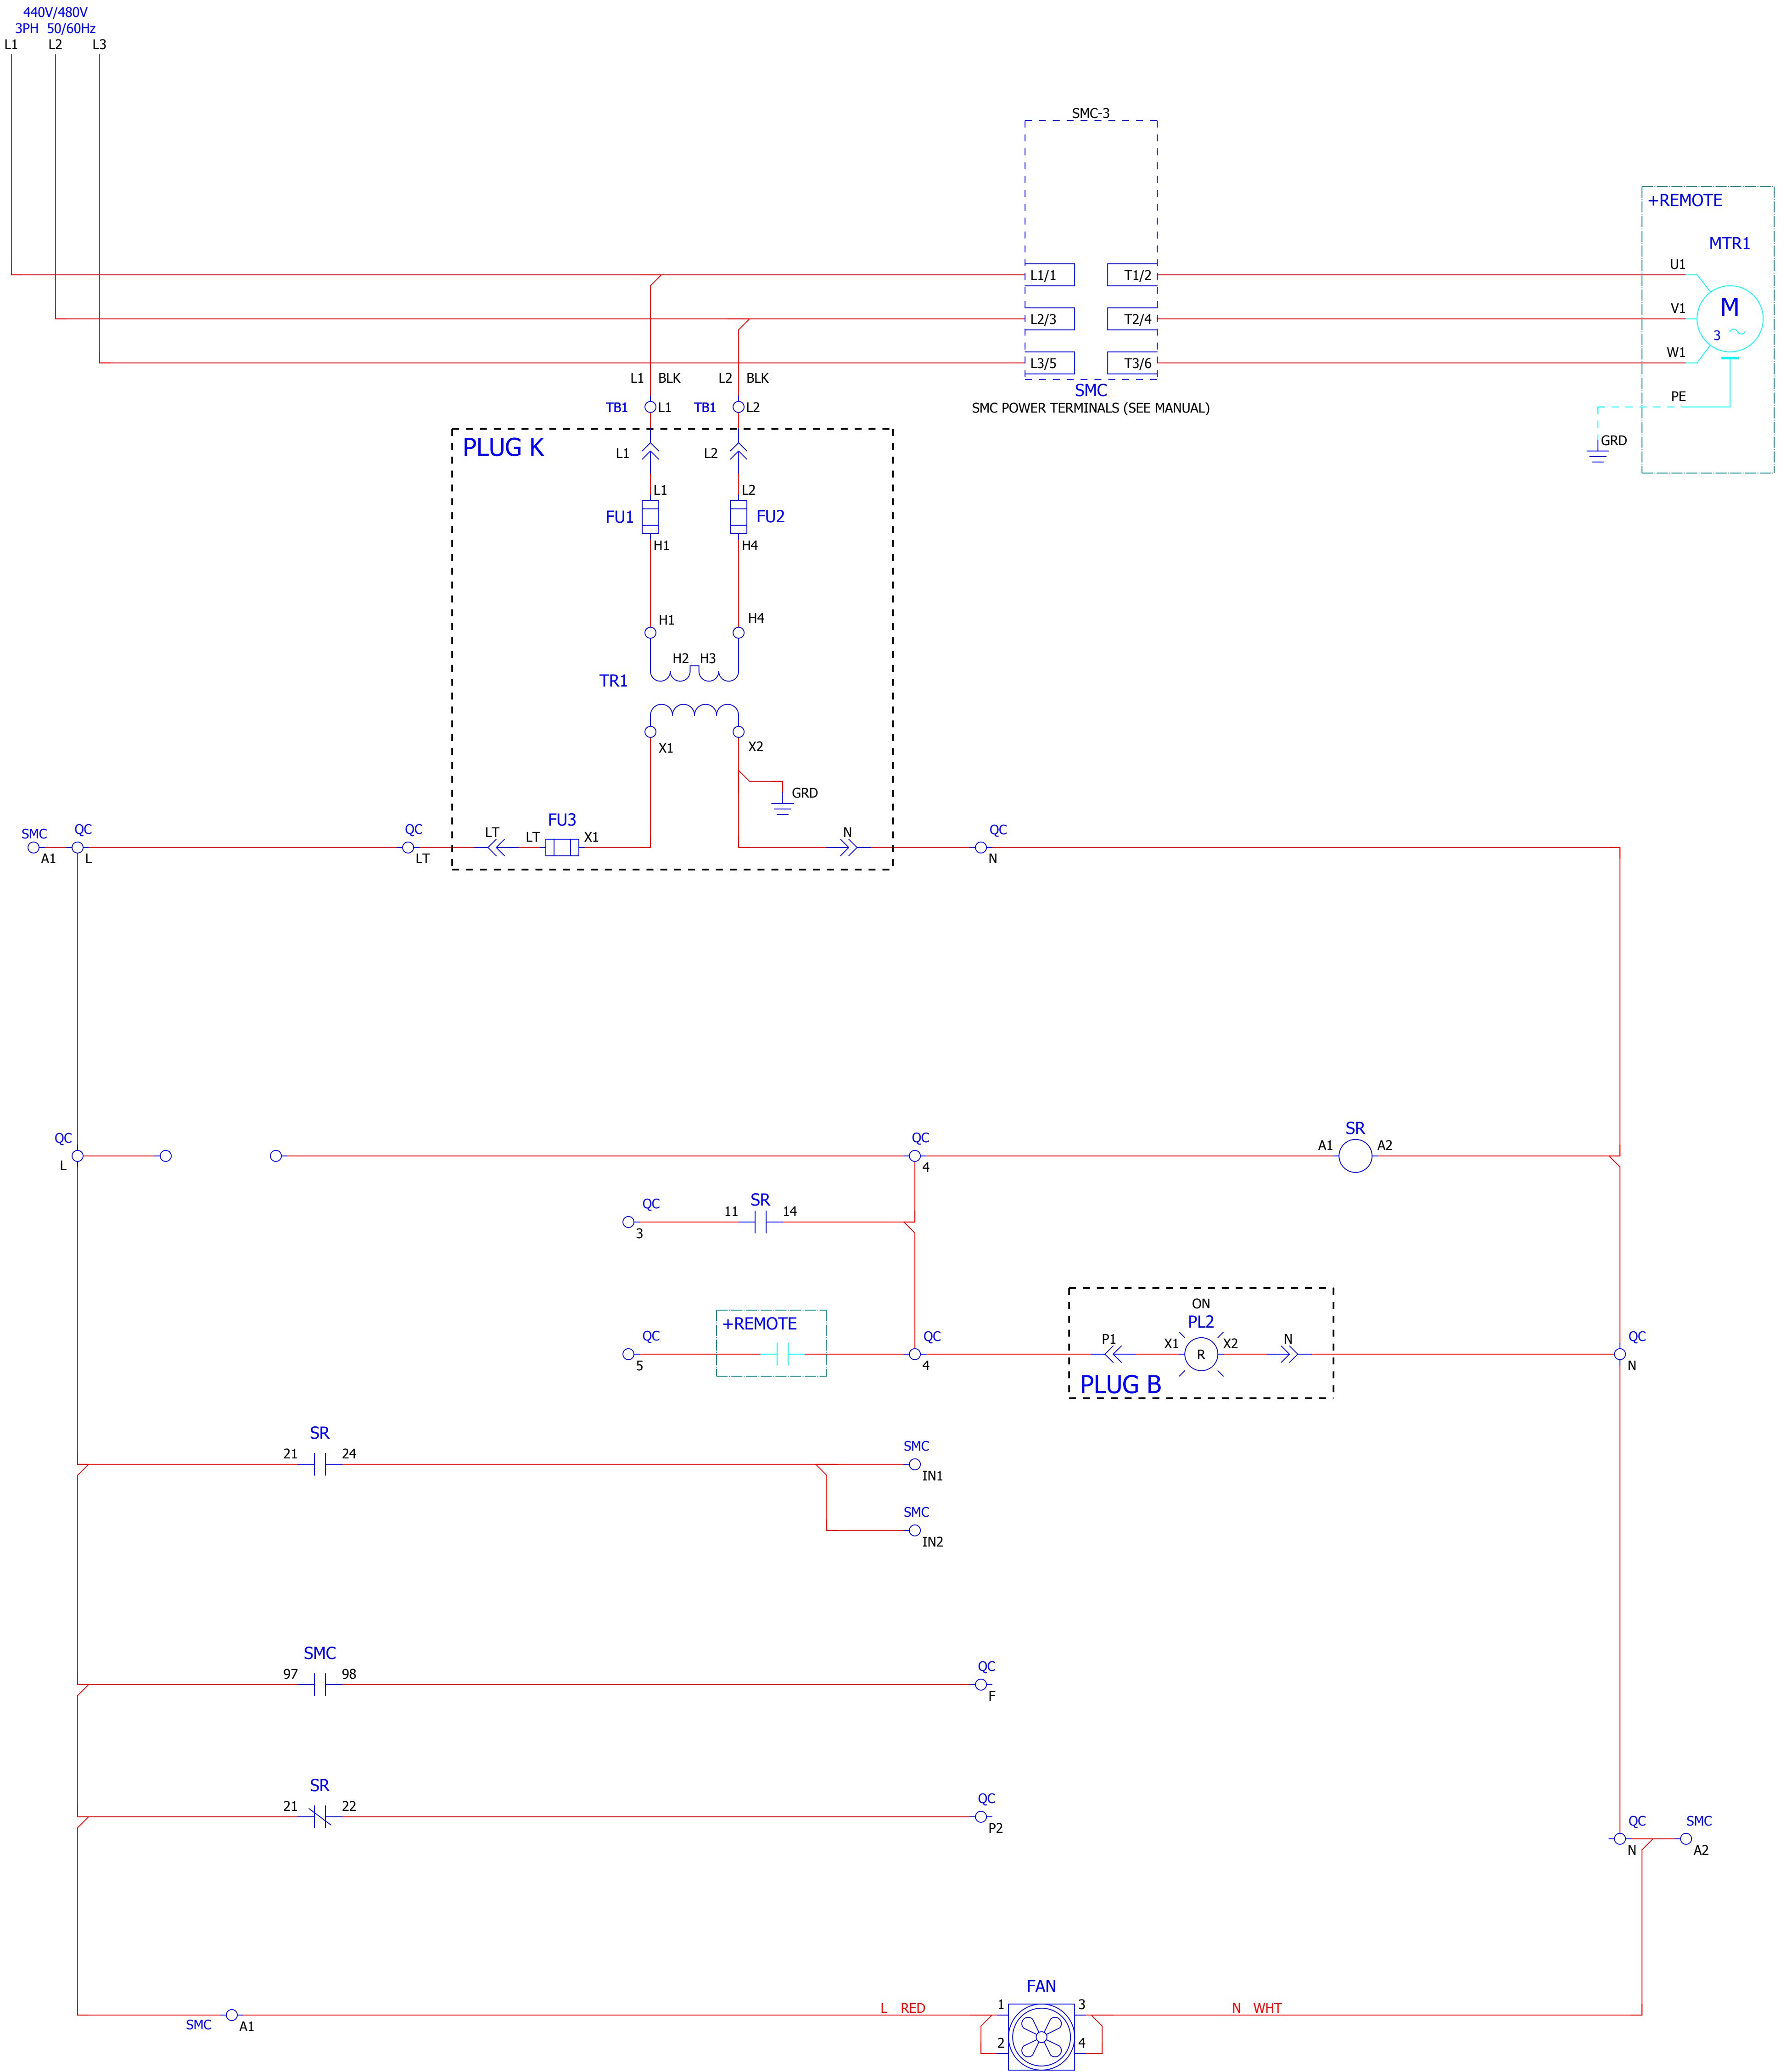 440V/480V
3PH 50/60Hz
L1 L2 L3
SMC-3
+REMOTE
MTR1
L1/1 T1/2 U1
M
3
L2/3 T2/4 V1
L3/5 T3/6 W1
SMC
SMC POWER TERMINALS (SEE MANUAL)
PE
GRD
L1 BLK L2 BLK
TB1 L1 TB1 L2
PLUG K
L1 L2
L1 L2
FU1 FU2
H1 H4
H1 H4
H2 H3
TR1
X1 X2
GRD
FU3
SMC QC QC LT LT X1 N QC
A1 L LT N
QC QC SR
A1 A2
L 4
QC SR
11 14
3
+REMOTE
ON
PL2
QC QC P1 X1 X2 N QC
R
5 4 N
PLUG B
SR
21 24 SMC
IN1
SMC
IN2
SMC
97 98 QC
F
SR
21 22 QC
P2
QC SMC
N A2
FAN
L RED 1 3 N WHT
SMC A1
2 4